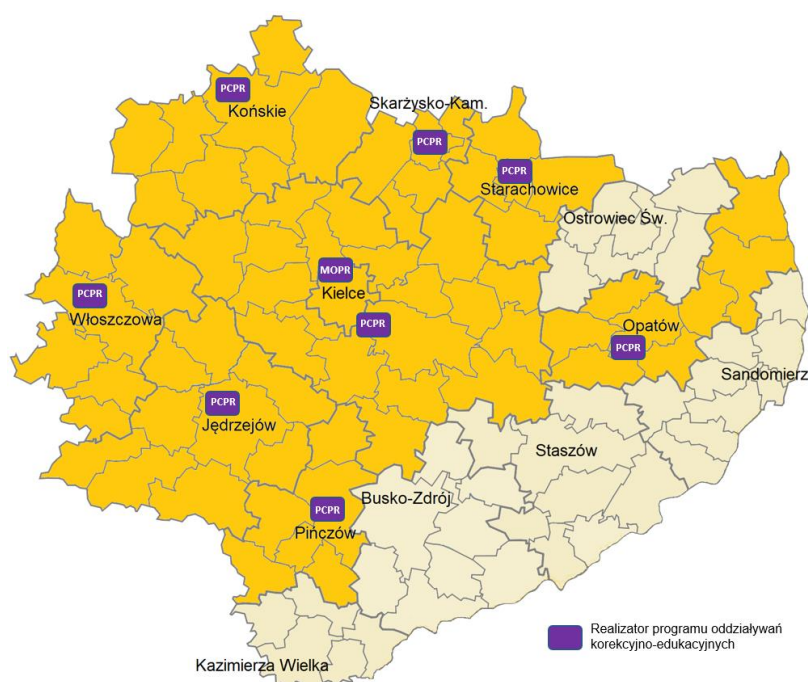 PCPR
Końskie
Skarżysko-Kam.
PCPR
PCPR
Starachowice
Ostrowiec Św.
MOPR
Kielce
PCPR
Włoszczowa
PCPR
Opatów
PCPR
Sandomierz
PCPR
Jędrzejów
Staszów
Busko-Zdrój
PCPR
Pińczów
Realizator programu oddziaływań
korekcyjno-edukacyjnych
Kazimierza Wielka